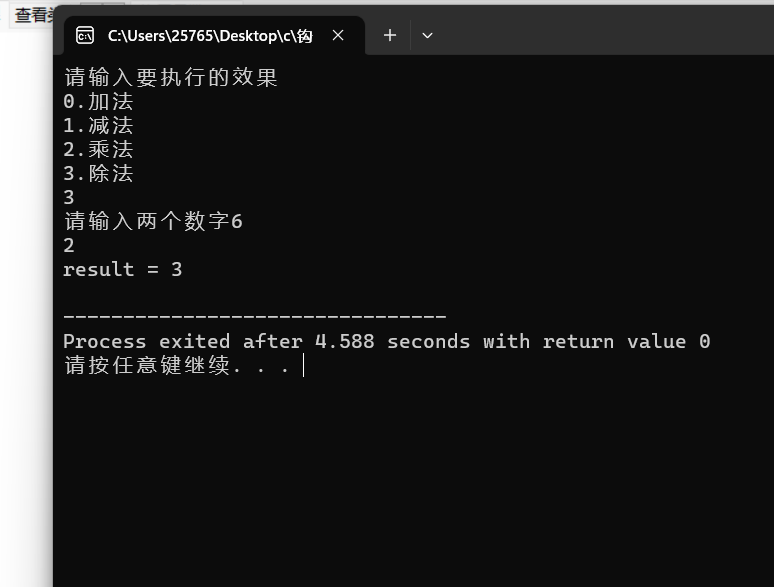 查看
C:\Users\25765\Desktop\c\钩
请输入要执行的效果
0.加法
1.减法
2.乘法
3.除法
3
请输入两个数字6
2
result = 3
--------------------------------
Process exited after 4.588 seconds with return value 0
请按任意键继续. . .